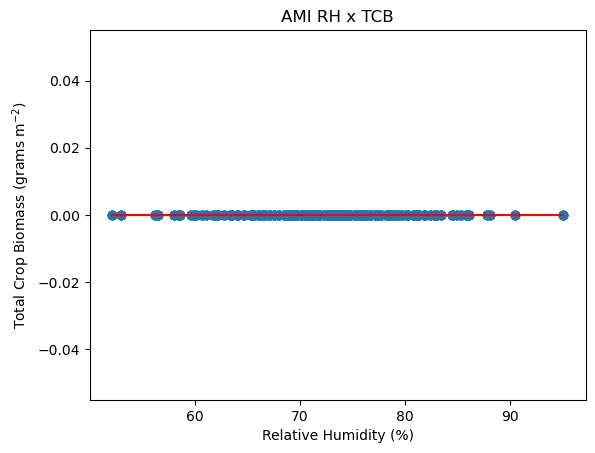 AMI RH x TCB
Total Crop Biomass (grams m⁻²)
0.04
0.02
0.00
−0.02
−0.04
60 70 80 90
Relative Humidity (%)